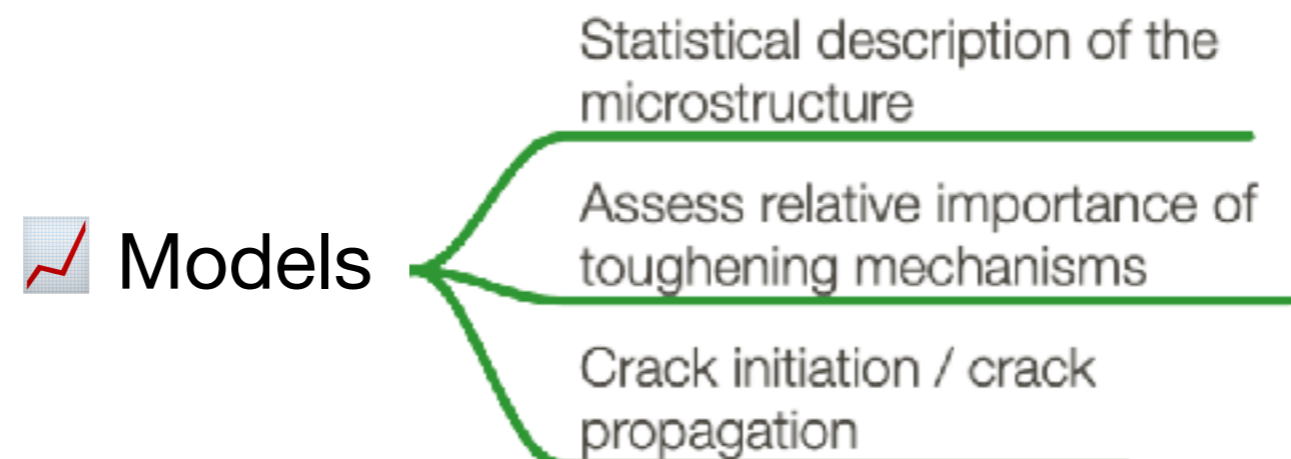 Statistical description of the
microstructure
Models
Assess relative importance of
toughening mechanisms
Crack initiation / crack
propagation